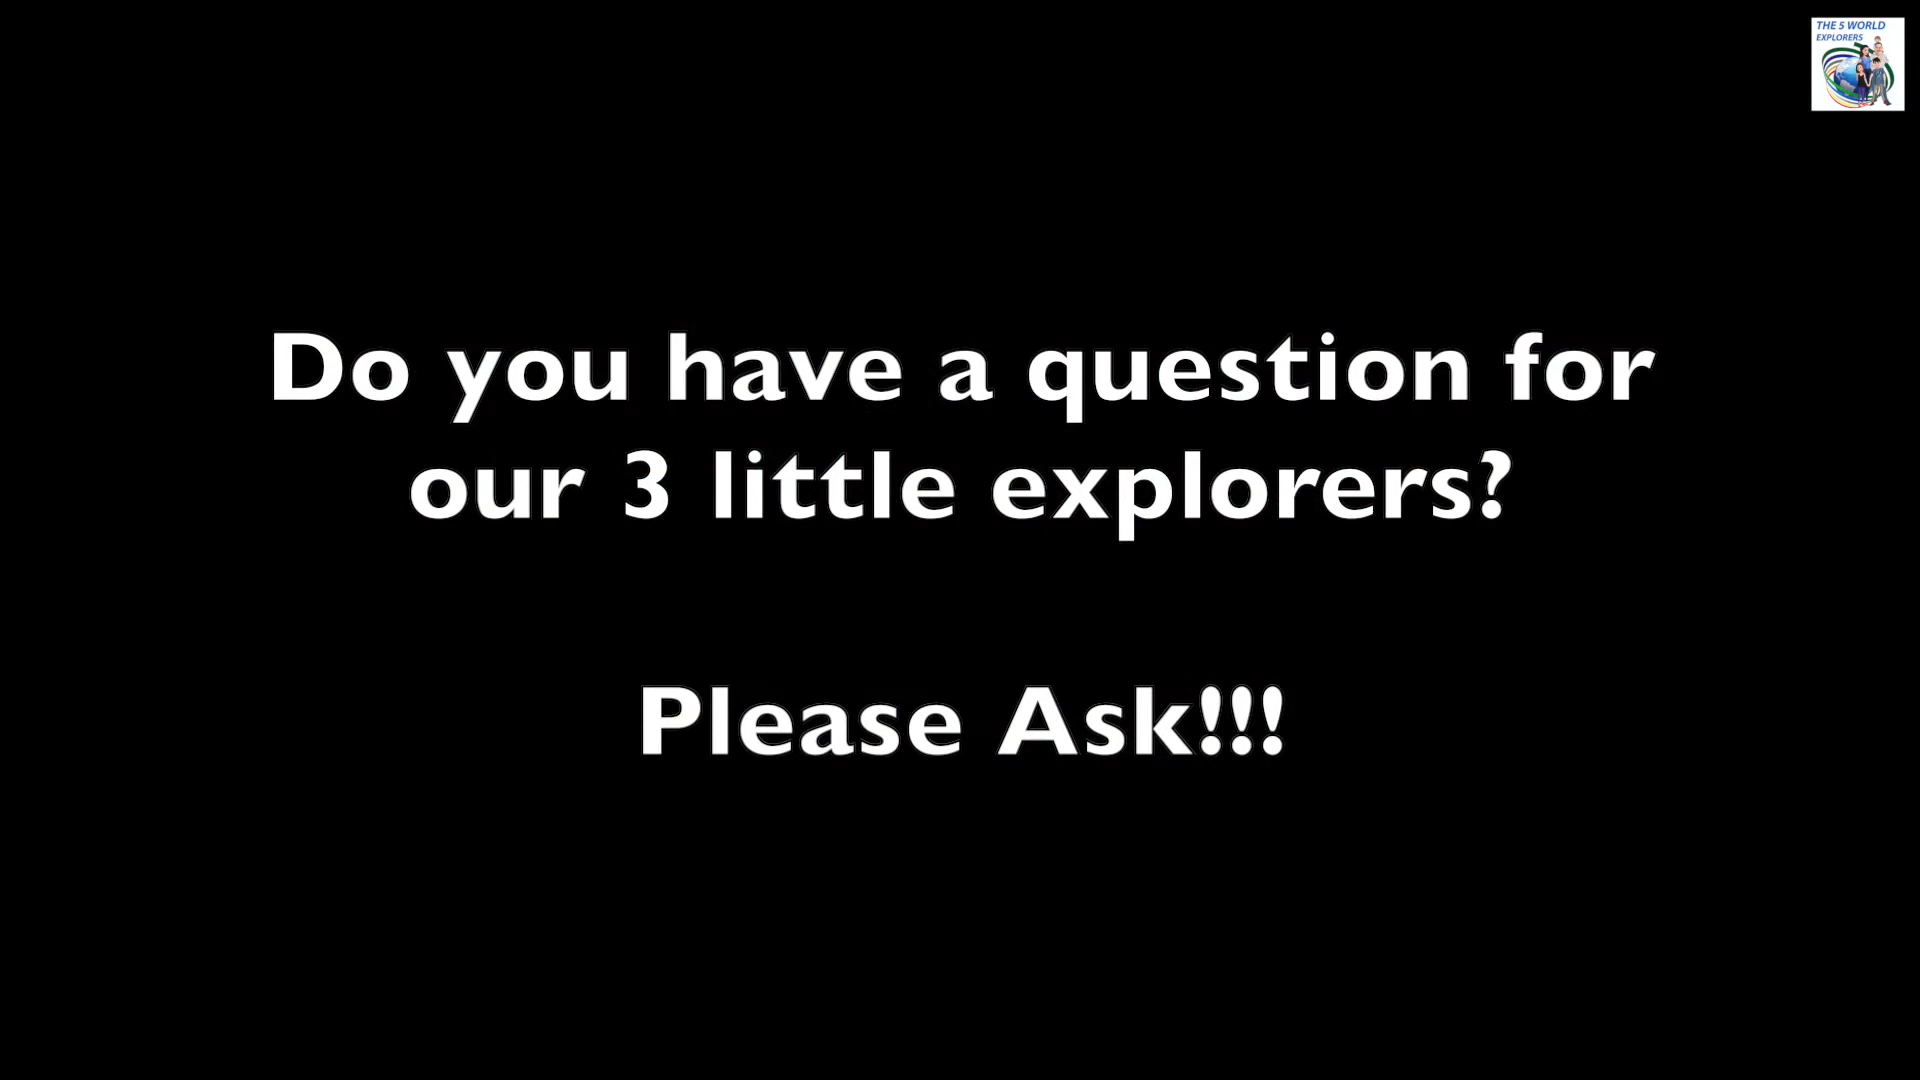 THE 5 WORLD
EXPLORERS
Do you have a question for
our 3 little explorers?
Please Ask!!!